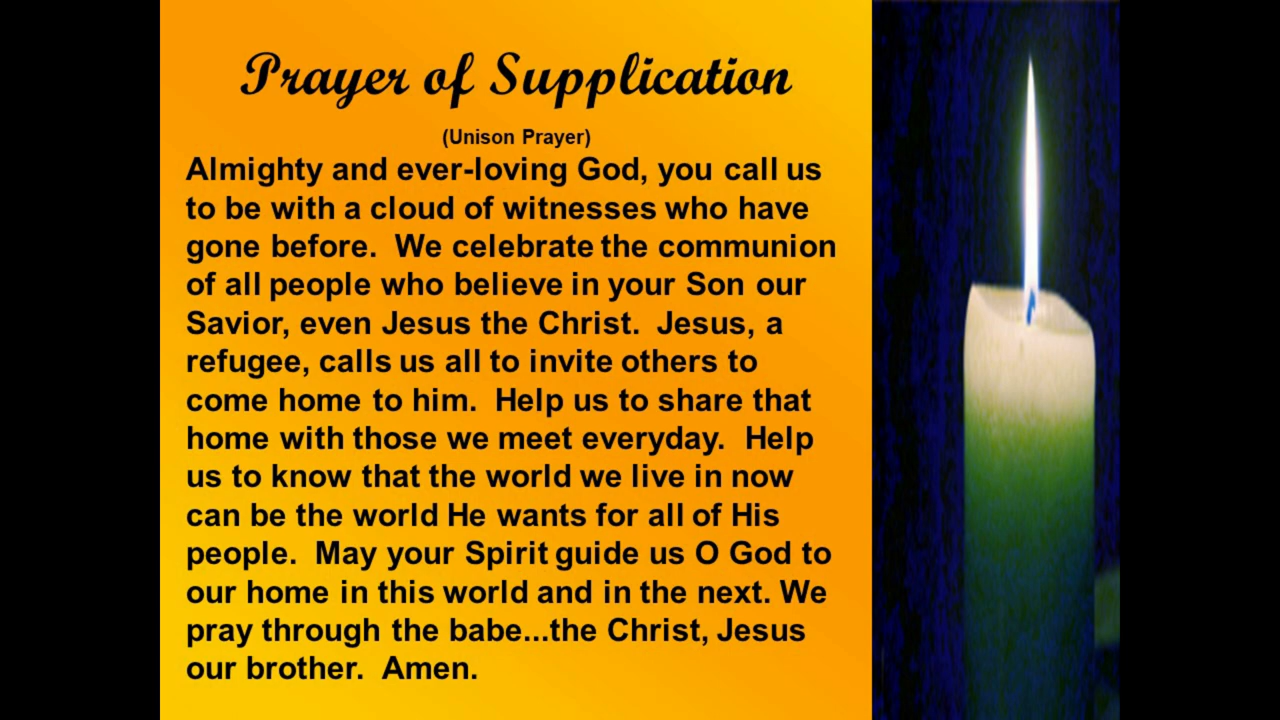 Prayer of Supplication
(Unison Prayer)
Almighty and ever-loving God, you call us
to be with a cloud of witnesses who have
gone before.  We celebrate the communion
of all people who believe in your Son our
Savior, even Jesus the Christ.  Jesus, a
refugee, calls us all to invite others to
come home to him.  Help us to share that
home with those we meet everyday.  Help
us to know that the world we live in now
can be the world He wants for all of His
people.  May your Spirit guide us O God to
our home in this world and in the next. We
pray through the babe...the Christ, Jesus
our brother.  Amen.